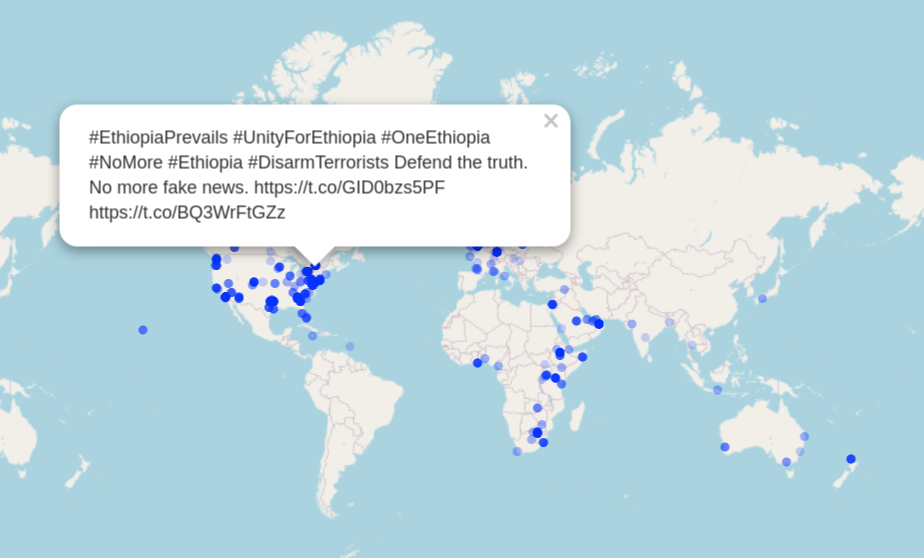 #EthiopiaPrevails #UnityForEthiopia #OneEthiopia
#NoMore #Ethiopia #DisarmTerrorists Defend the truth.
No more fake news. https://t.co/GID0bzs5PF
https://t.co/BQ3WrFtGZz